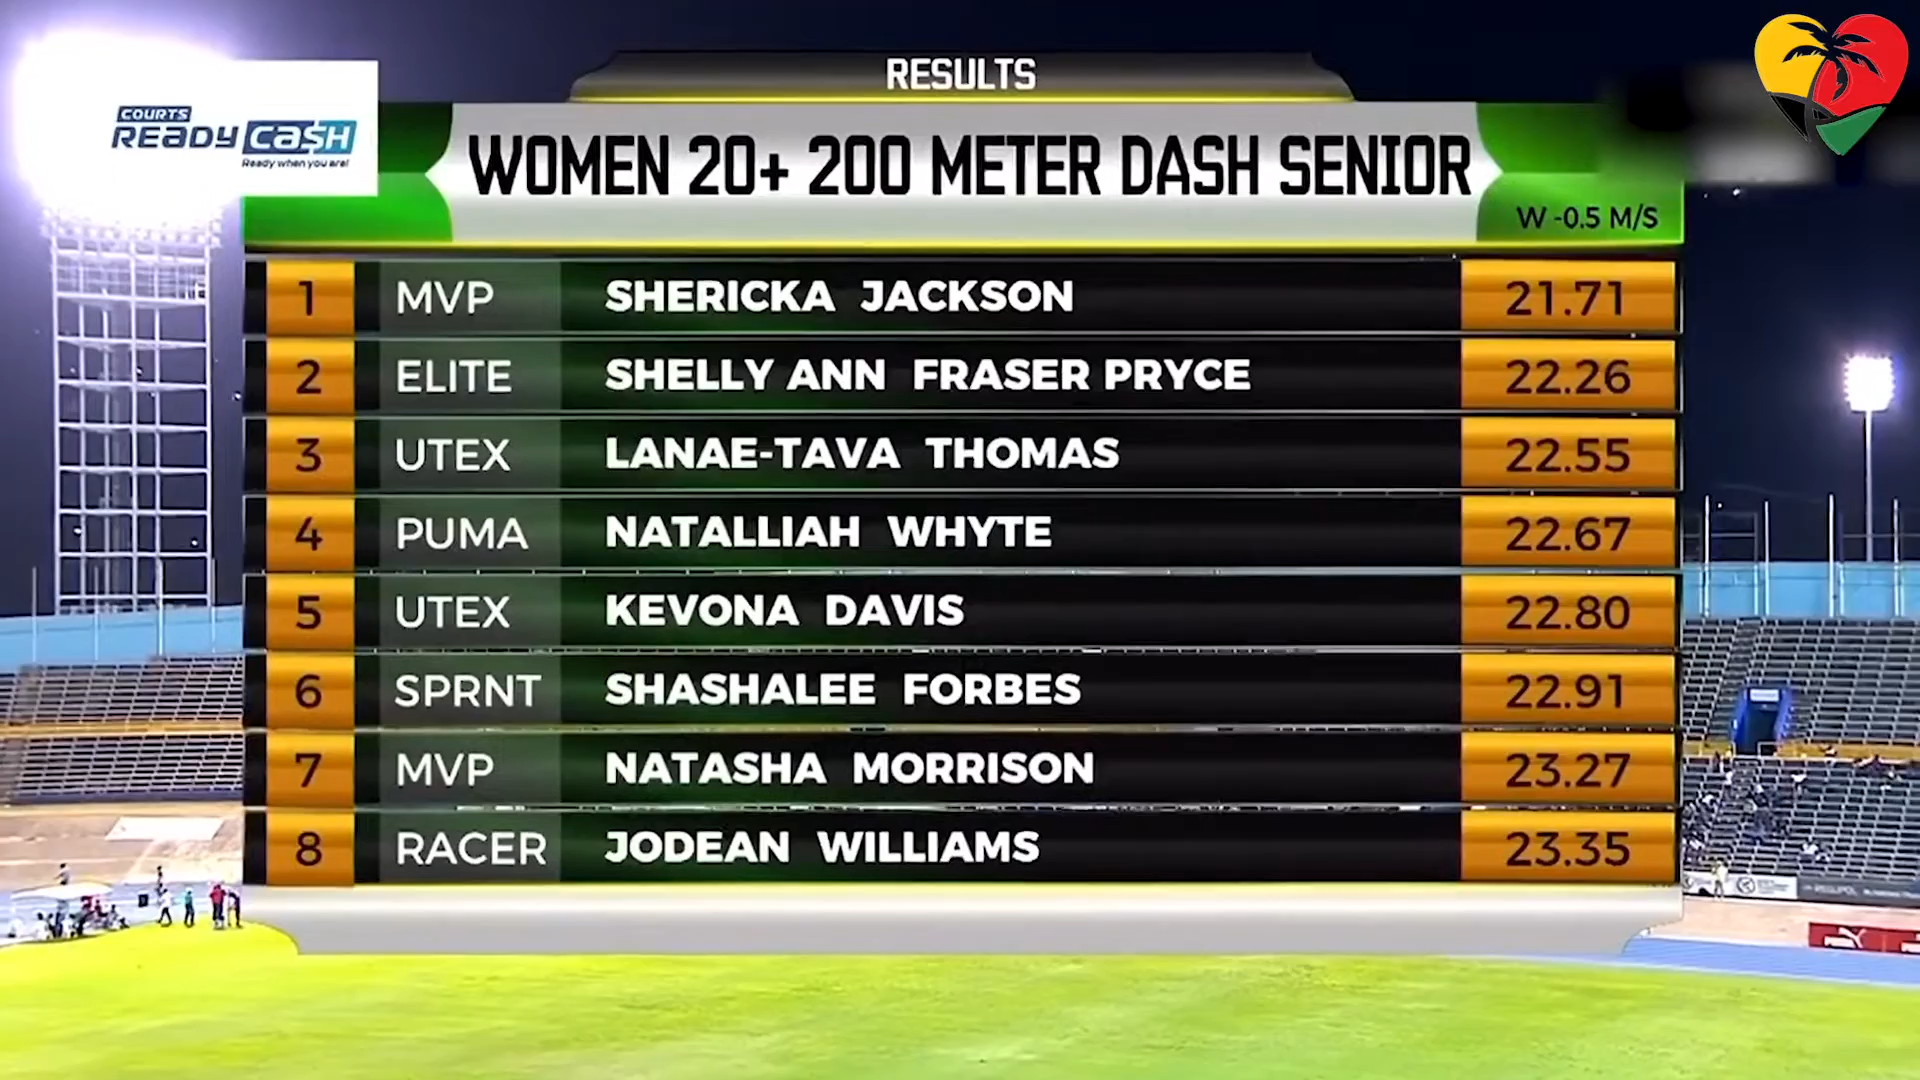 RESULTS
COURTS
READY CA$H
Ready when you are!
WOMEN 20+ 200 METER DASH SENIOR
W -0.5 M/S
1 MVP SHERICKA JACKSON 21.71
2 ELITE SHELLY ANN FRASER PRYCE 22.26
3 UTEX LANAE-TAVA THOMAS 22.55
4 PUMA NATALLIAH WHYTE 22.67
5 UTEX KEVONA DAVIS 22.80
6 SPRNT SHASHALEE FORBES 22.91
7 MVP NATASHA MORRISON 23.27
8 RACER JODEAN WILLIAMS 23.35